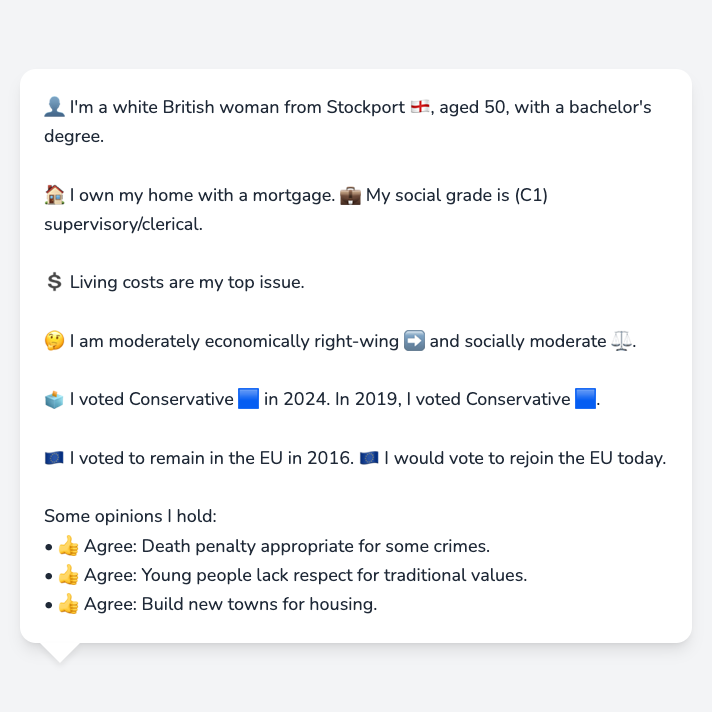 👤 I'm a white British woman from Stockport 🏴󠁧󠁢󠁥󠁮󠁧󠁿, aged 50, with a bachelor's
degree.
🏠 I own my home with a mortgage. 💼 My social grade is (C1)
supervisory/clerical.
💲 Living costs are my top issue.
🤔 I am moderately economically right-wing ➡️ and socially moderate ⚖️.
🗳️ I voted Conservative 🟦 in 2024. In 2019, I voted Conservative 🟦.
🇪🇺 I voted to remain in the EU in 2016. 🇪🇺 I would vote to rejoin the EU today.
Some opinions I hold:
• 👍 Agree: Death penalty appropriate for some crimes.
• 👍 Agree: Young people lack respect for traditional values.
• 👍 Agree: Build new towns for housing.